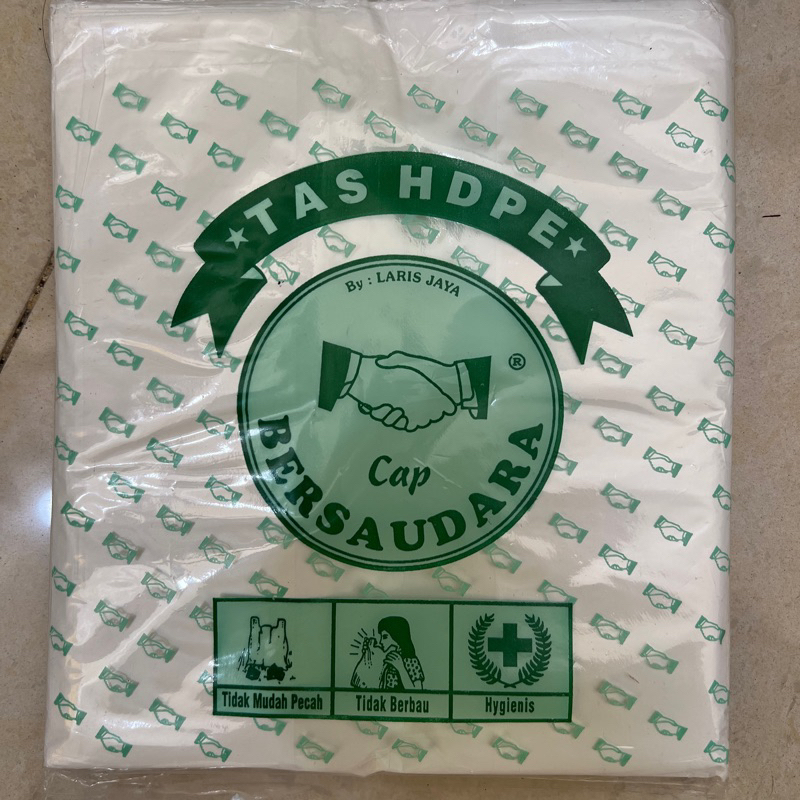 TAS HDPE
By : LARIS JAYA
®
Cap
BERSAUDARA
Tidak Mudah Pecah
Tidak Berbau
Hygienis